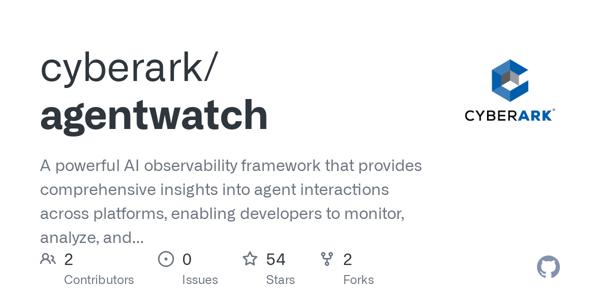 cyberark/
agentwatch
CYBERARK
A powerful AI observability framework that provides
comprehensive insights into agent interactions
across platforms, enabling developers to monitor,
analyze, and...
2
Contributors
0
Issues
54
Stars
2
Forks